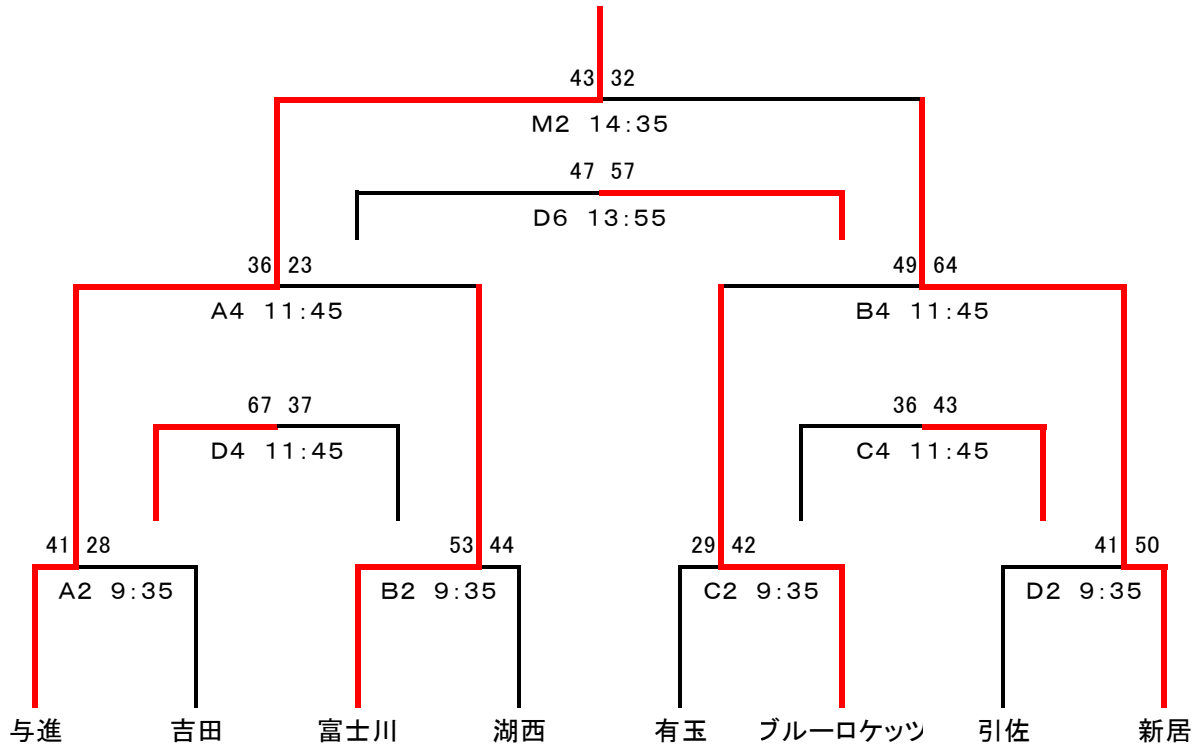 43 32
M2 14:35
47 57
D6 13:55
36 23
49 64
A4 11:45
B4 11:45
67 37
36 43
D4 11:45
C4 11:45
41 28
53 44
29 42
41 50
A2 9:35
B2 9:35
C2 9:35
D2 9:35
与進
吉田
富士川
湖西
有玉
ブルーロケッツ
引佐
新居